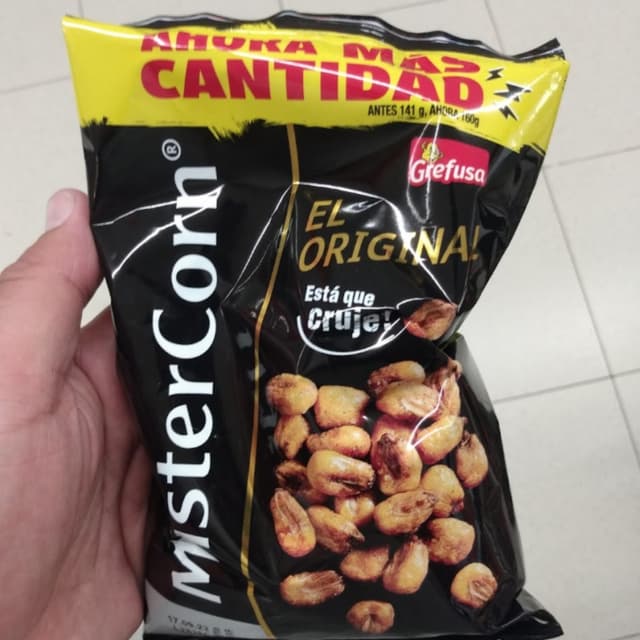 AHORA MÁS
CANTIDAD
ANTES 141 g, AHORA 160g
Grefusa
MisterCorn®
EL
ORIGINAL
Está que
Cruje!